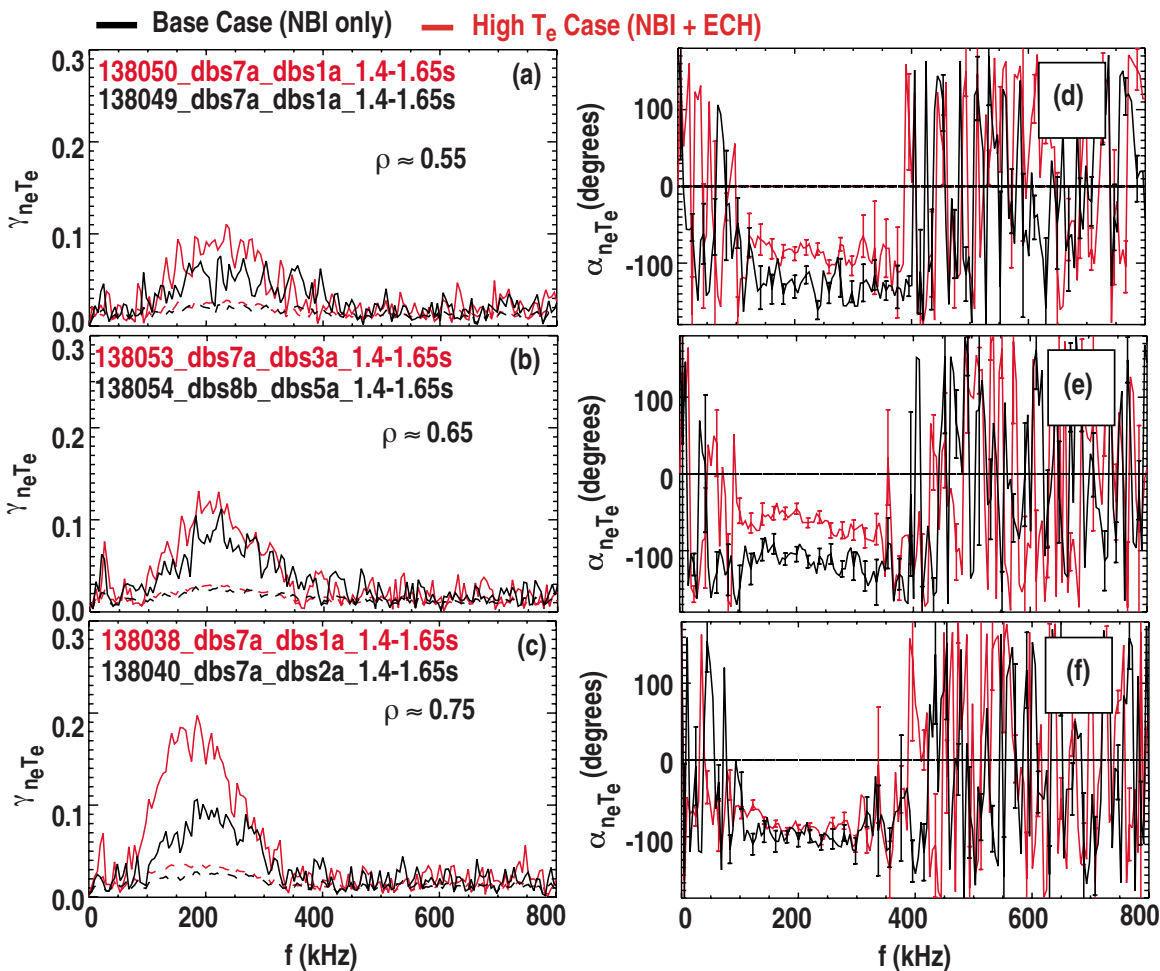 Base Case (NBI only) High Te Case (NBI + ECH)
138050_dbs7a_dbs1a_1.4-1.65s
138049_dbs7a_dbs1a_1.4-1.65s
(a)
ρ ≈ 0.55
γneTe
0.3
0.2
0.1
0.0
138053_dbs7a_dbs3a_1.4-1.65s
138054_dbs8b_dbs5a_1.4-1.65s
(b)
ρ ≈ 0.65
γneTe
0.3
0.2
0.1
0.0
138038_dbs7a_dbs1a_1.4-1.65s
138040_dbs7a_dbs2a_1.4-1.65s
(c)
ρ ≈ 0.75
γneTe
0.3
0.2
0.1
0.0
0 200 400 600 800
f (kHz)
(d)
αneTe (degrees)
100
0
-100
(e)
αneTe (degrees)
100
0
-100
(f)
αneTe (degrees)
100
0
-100
0 200 400 600 800
f (kHz)